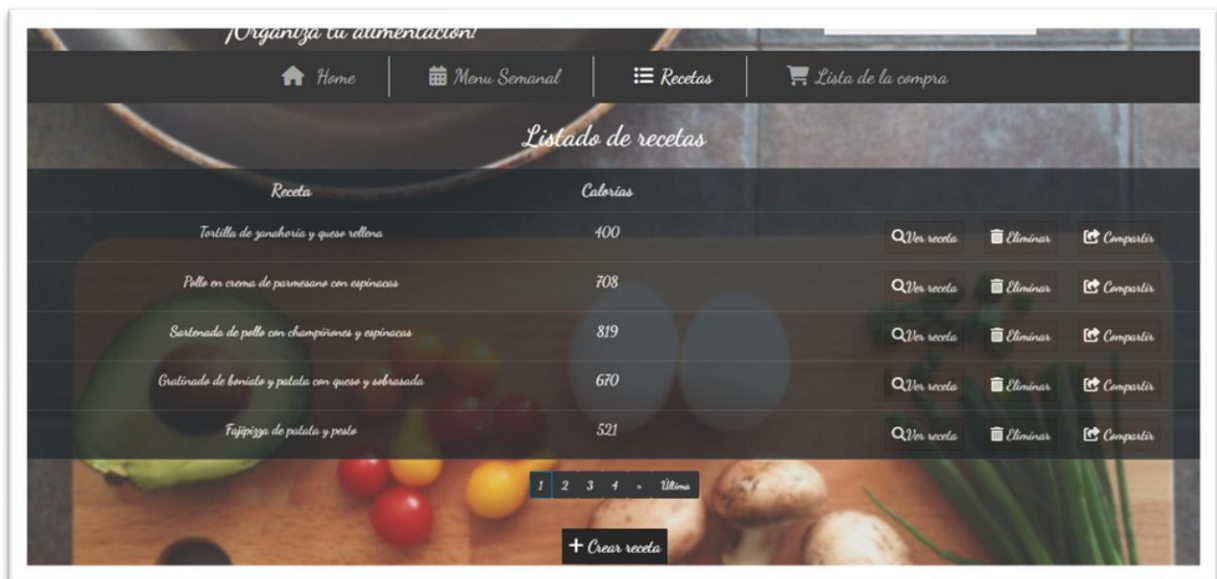 ¡Organiza tu alimentación!
Home Menu Semanal Recetas Lista de la compra
Listado de recetas
Receta Calorías
Tortilla de zanahoria y queso rellena 400 Ver receta Eliminar Compartir
Pollo en crema de parmesano con espinacas 708 Ver receta Eliminar Compartir
Sartenada de pollo con champiñones y espinacas 819 Ver receta Eliminar Compartir
Gratinado de boniato y patata con queso y sobrasada 670 Ver receta Eliminar Compartir
Fajipizza de patata y pesto 521 Ver receta Eliminar Compartir
1 2 3 4 » Última
+ Crear receta